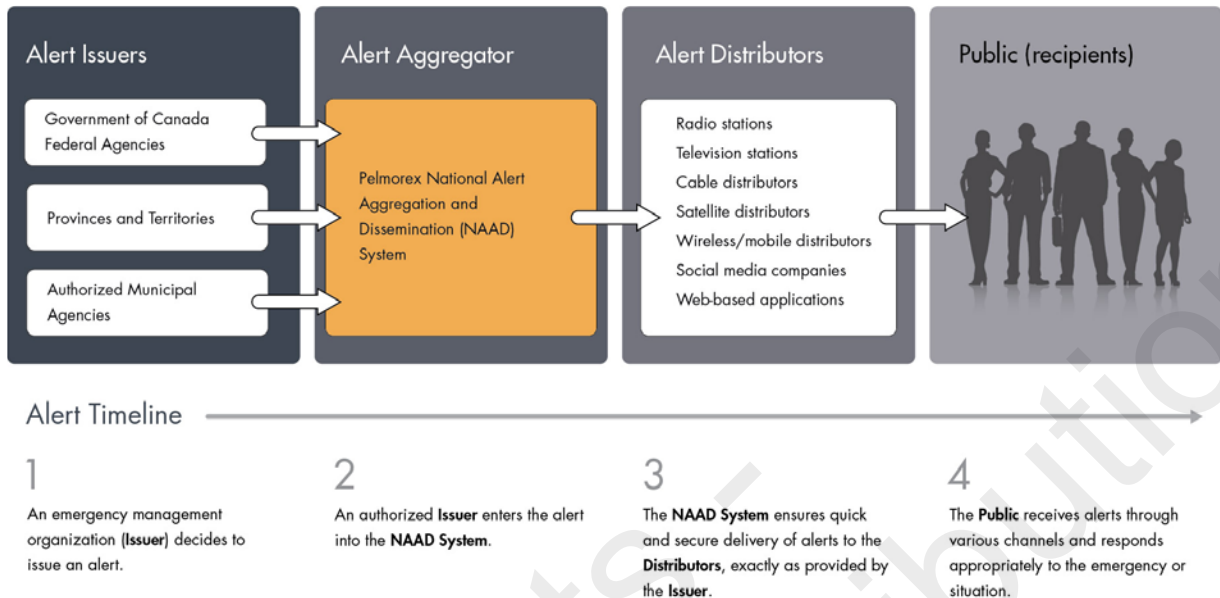 Alert Issuers
Government of Canada
Federal Agencies
Provinces and Territories
Authorized Municipal
Agencies
Alert Aggregator
Pelmorex National Alert
Aggregation and
Dissemination (NAAD)
System
Alert Distributors
Radio stations
Television stations
Cable distributors
Satellite distributors
Wireless/mobile distributors
Social media companies
Web-based applications
Public (recipients)
Alert Timeline
1
An emergency management
organization (Issuer) decides to
issue an alert.
2
An authorized Issuer enters the alert
into the NAAD System.
3
The NAAD System ensures quick
and secure delivery of alerts to the
Distributors, exactly as provided by
the Issuer.
4
The Public receives alerts through
various channels and responds
appropriately to the emergency or
situation.